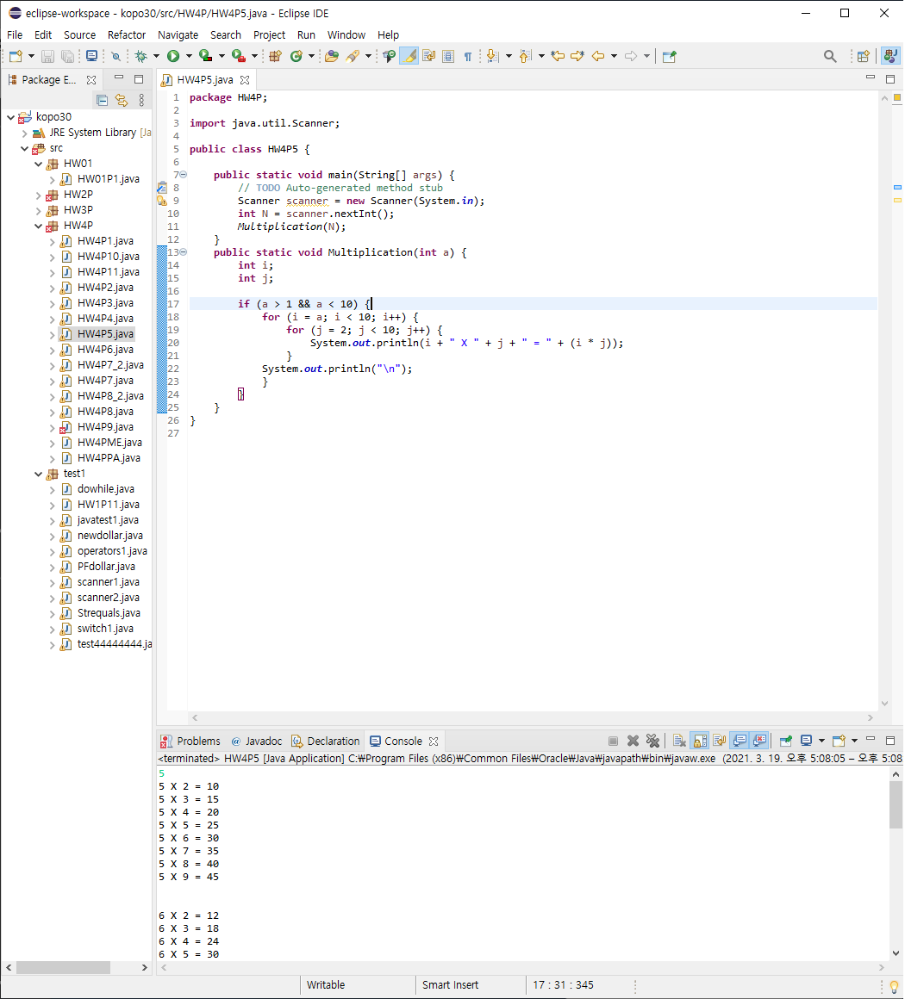 eclipse-workspace - kopo30/src/HW4P/HW4P5.java - Eclipse IDE
File Edit Source Refactor Navigate Search Project Run Window Help
Package E...
kopo30
JRE System Library [Ja
src
HW01
HW01P1.java
HW2P
HW3P
HW4P
HW4P1.java
HW4P10.java
HW4P11.java
HW4P2.java
HW4P3.java
HW4P4.java
HW4P5.java
HW4P6.java
HW4P7_2.java
HW4P7.java
HW4P8_2.java
HW4P8.java
HW4P9.java
HW4PME.java
HW4PPA.java
test1
dowhile.java
HW1P11.java
javatest1.java
newdollar.java
operators1.java
PFdollar.java
scanner1.java
scanner2.java
Strequals.java
switch1.java
test44444444.ja
HW4P5.java
1 package HW4P;
2
3 import java.util.Scanner;
4
5 public class HW4P5 {
6
7 public static void main(String[] args) {
8 // TODO Auto-generated method stub
9 Scanner scanner = new Scanner(System.in);
10 int N = scanner.nextInt();
11 Multiplication(N);
12 }
13 public static void Multiplication(int a) {
14 int i;
15 int j;
16
17 if (a > 1 && a < 10) {
18 for (i = a; i < 10; i++) {
19 for (j = 2; j < 10; j++) {
20 System.out.println(i + " X " + j + " = " + (i * j));
21 }
22 System.out.println("\n");
23 }
24 }
25 }
26 }
27
Problems @ Javadoc Declaration Console
<terminated> HW4P5 [Java Application] C:₩Program Files (x86)₩Common Files₩Oracle₩Java₩javapath₩bin₩javaw.exe (2021. 3. 19. 오후 5:08:05 – 오후 5:08
5
5 X 2 = 10
5 X 3 = 15
5 X 4 = 20
5 X 5 = 25
5 X 6 = 30
5 X 7 = 35
5 X 8 = 40
5 X 9 = 45
6 X 2 = 12
6 X 3 = 18
6 X 4 = 24
6 X 5 = 30
Writable Smart Insert 17 : 31 : 345